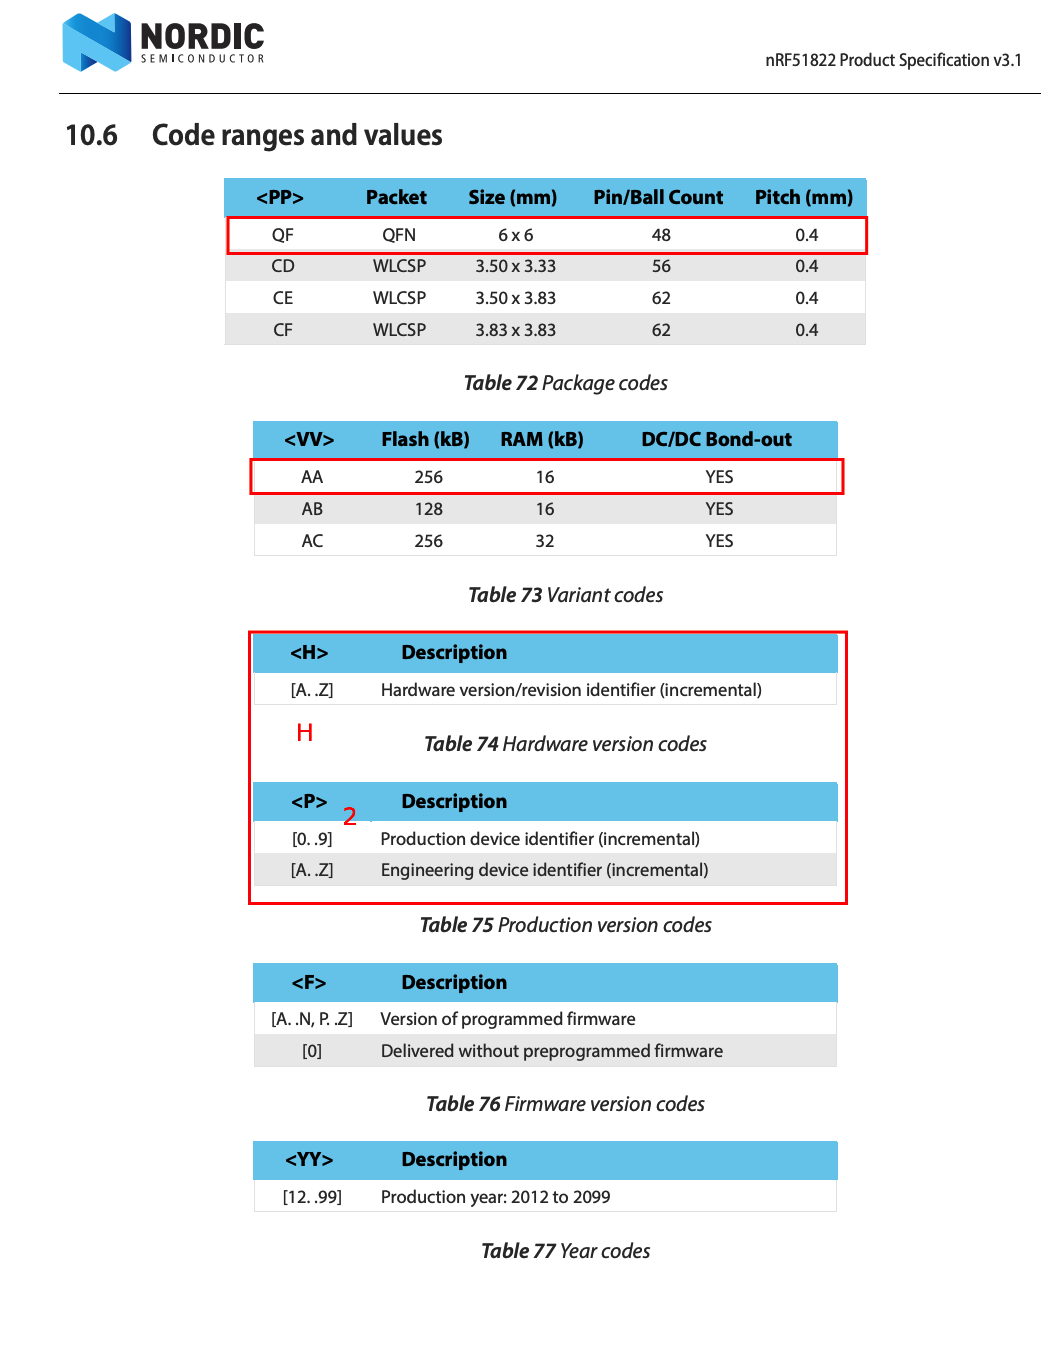 NORDIC
SEMICONDUCTOR
nRF51822 Product Specification v3.1
10.6 Code ranges and values
<PP> Packet Size (mm) Pin/Ball Count Pitch (mm)
QF QFN 6 x 6 48 0.4
CD WLCSP 3.50 x 3.33 56 0.4
CE WLCSP 3.50 x 3.83 62 0.4
CF WLCSP 3.83 x 3.83 62 0.4
Table 72 Package codes
<VV> Flash (kB) RAM (kB) DC/DC Bond-out
AA 256 16 YES
AB 128 16 YES
AC 256 32 YES
Table 73 Variant codes
<H> Description
[A. .Z] Hardware version/revision identifier (incremental)
H
Table 74 Hardware version codes
<P> Description
2
[0. .9] Production device identifier (incremental)
[A. .Z] Engineering device identifier (incremental)
Table 75 Production version codes
<F> Description
[A. .N, P. .Z] Version of programmed firmware
[0] Delivered without preprogrammed firmware
Table 76 Firmware version codes
<YY> Description
[12. .99] Production year: 2012 to 2099
Table 77 Year codes